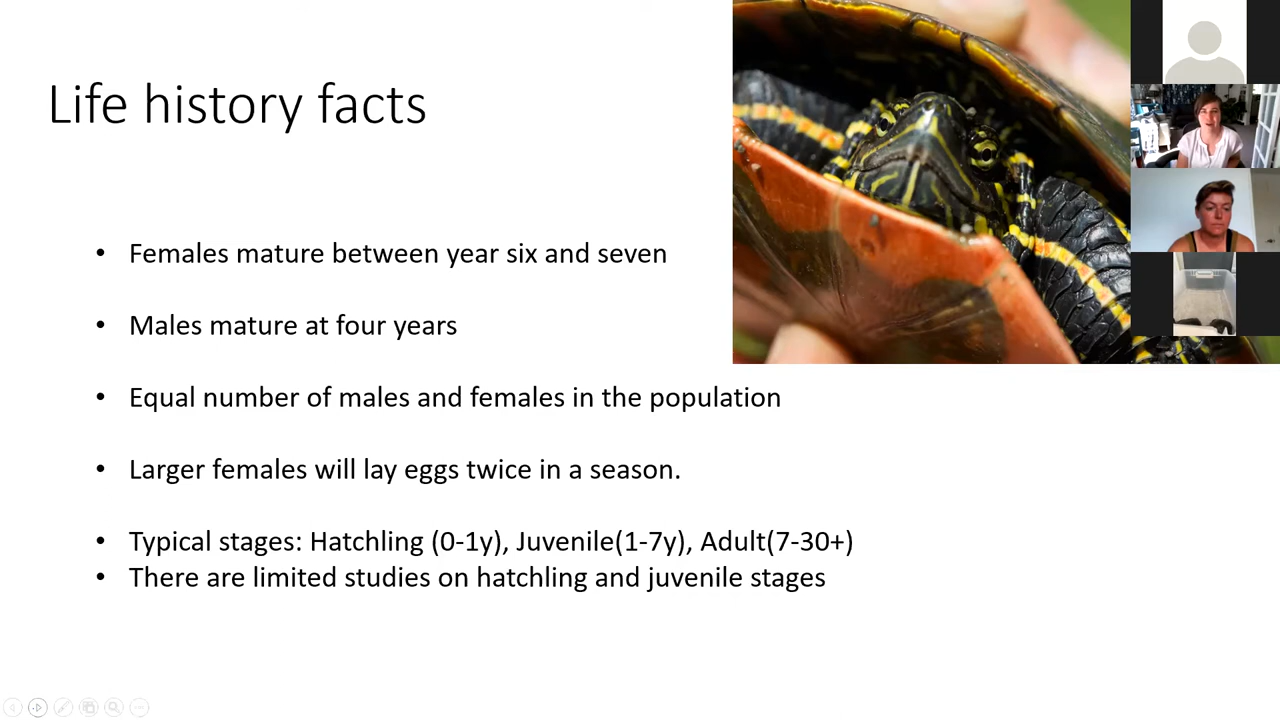 Life history facts
• Females mature between year six and seven
• Males mature at four years
• Equal number of males and females in the population
• Larger females will lay eggs twice in a season.
• Typical stages: Hatchling (0-1y), Juvenile(1-7y), Adult(7-30+)
• There are limited studies on hatchling and juvenile stages